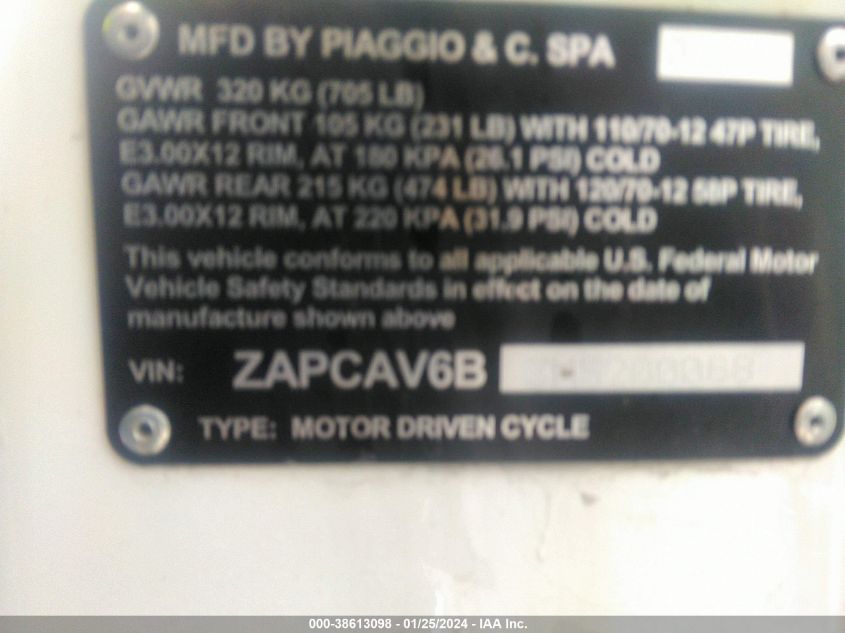 MFD BY PIAGGIO & C. SPA
GVWR 320 KG (705 LB)
GAWR FRONT 105 KG (231 LB) WITH 110/70-12 47P TIRE,
E3.00X12 RIM, AT 180 KPA (26.1 PSI) COLD
GAWR REAR 215 KG (474 LB) WITH 120/70-12 58P TIRE,
E3.00X12 RIM, AT 220 KPA (31.9 PSI) COLD
This vehicle conforms to all applicable U.S. Federal Motor
Vehicle Safety Standards in effect on the date of
manufacture shown above
VIN: ZAPCAV6B
TYPE: MOTOR DRIVEN CYCLE
000-38613098 - 01/25/2024 - IAA Inc.